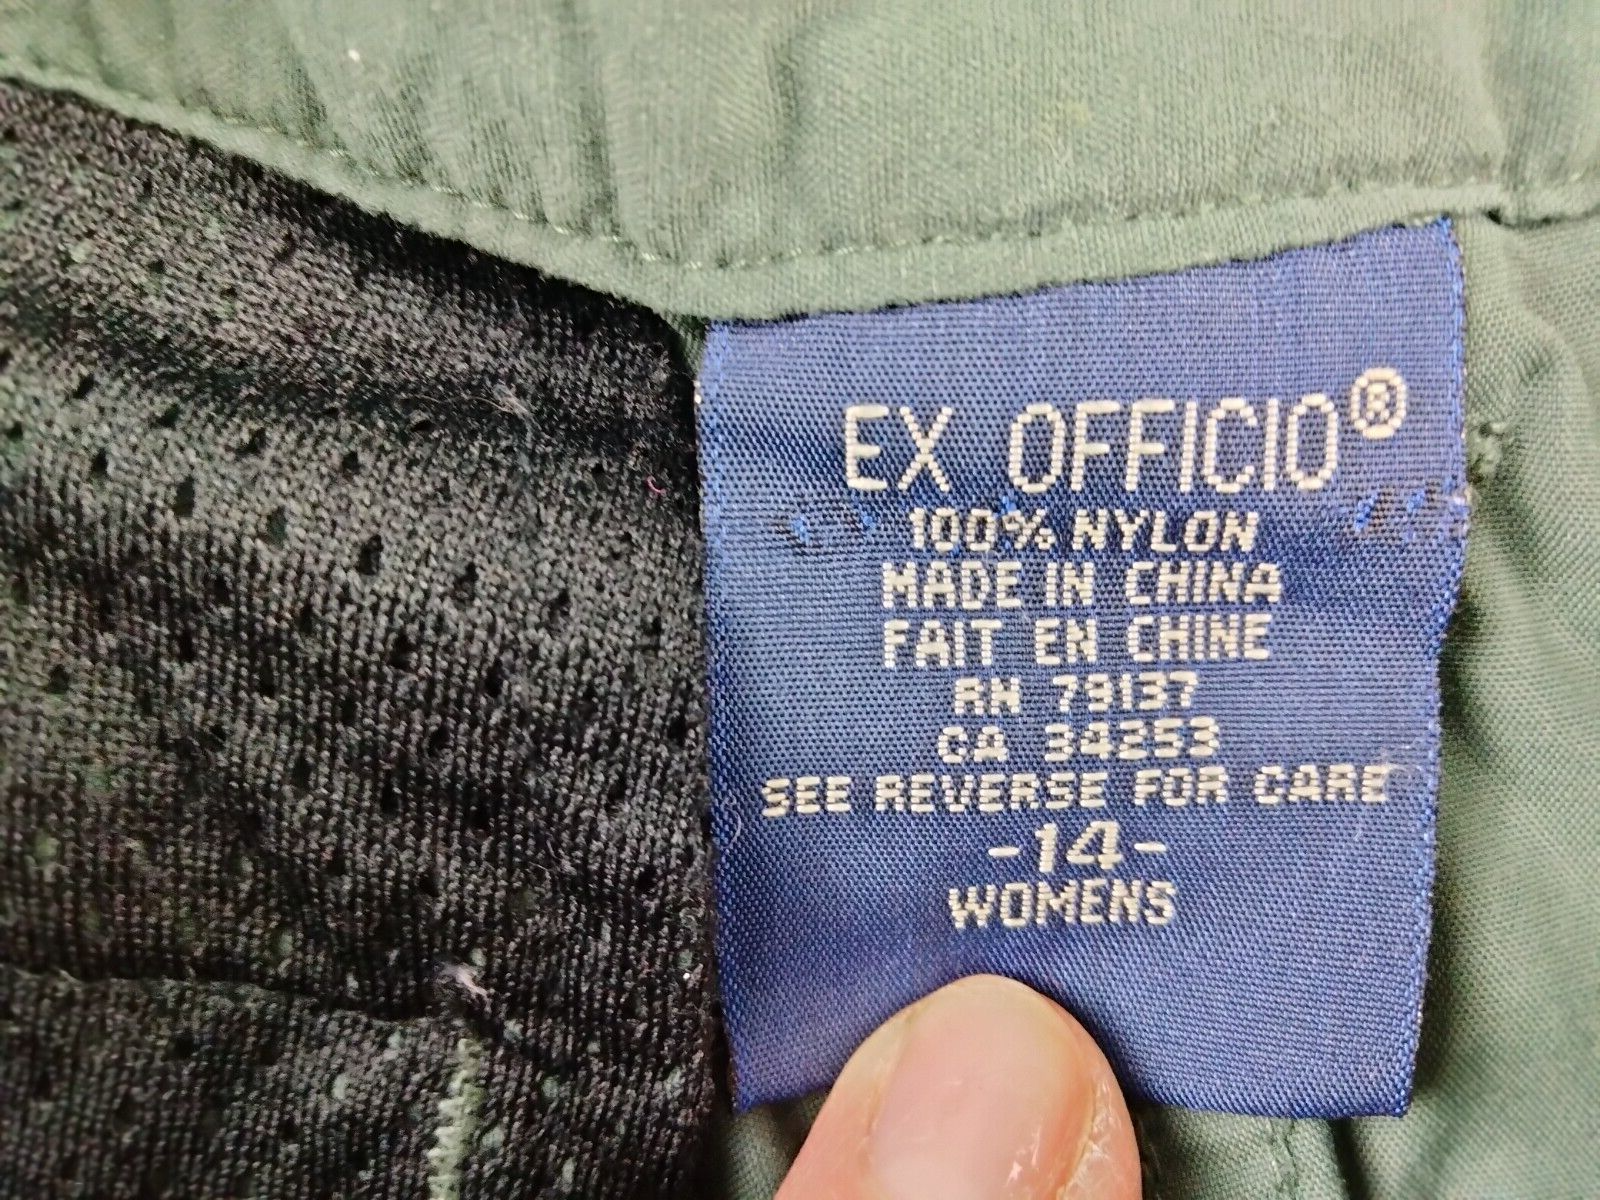 EX OFFICIO®
100% NYLON
MADE IN CHINA
FAIT EN CHINE
RN 79137
CA 34253
SEE REVERSE FOR CARE
-14-
WOMENS